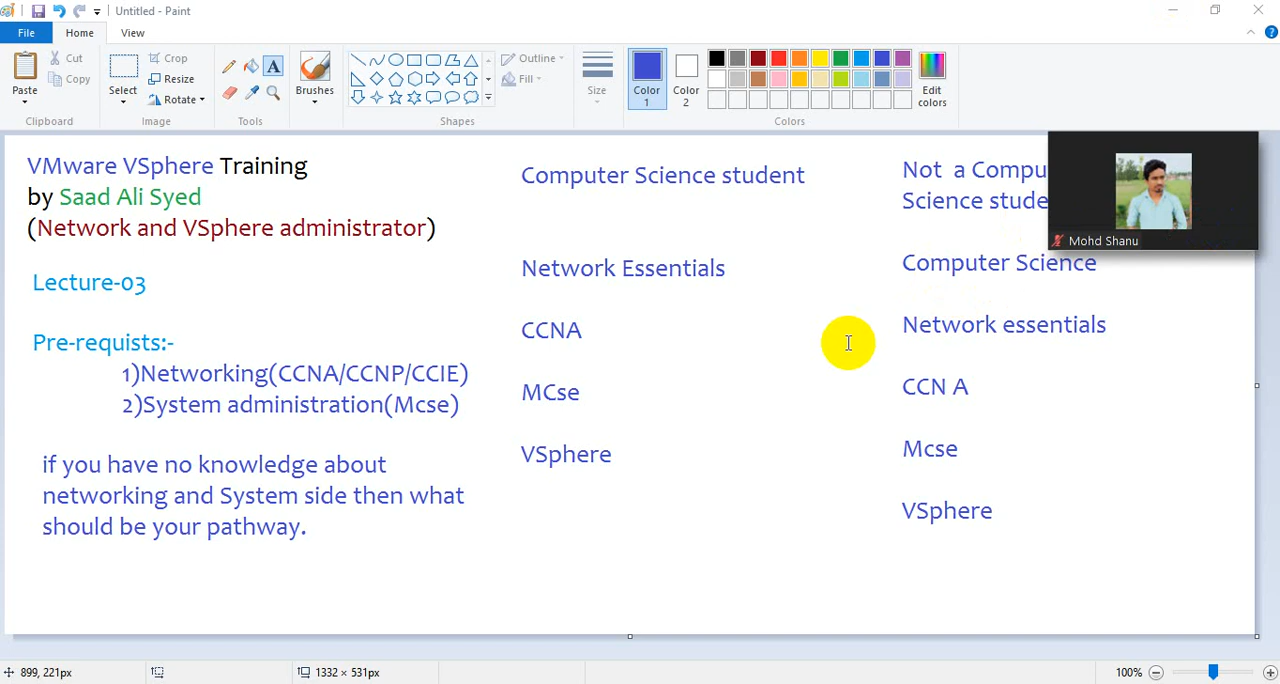 Untitled - Paint
File
Home
View
Paste
Cut
Copy
Clipboard
Select
Crop
Resize
Rotate
Image
Tools
Brushes
Shapes
Outline
Fill
Size
Color 1
Color 2
Edit colors
Colors
VMware VSphere Training
by Saad Ali Syed
(Network and VSphere administrator)
Lecture-03
Pre-requists:-
1)Networking(CCNA/CCNP/CCIE)
2)System administration(Mcse)
if you have no knowledge about
networking and System side then what
should be your pathway.
Computer Science student
Network Essentials
CCNA
MCse
VSphere
Not a Compu
Science stude
Computer Science
Network essentials
CCN A
Mcse
VSphere
Mohd Shanu
899, 221px
1332 × 531px
100%